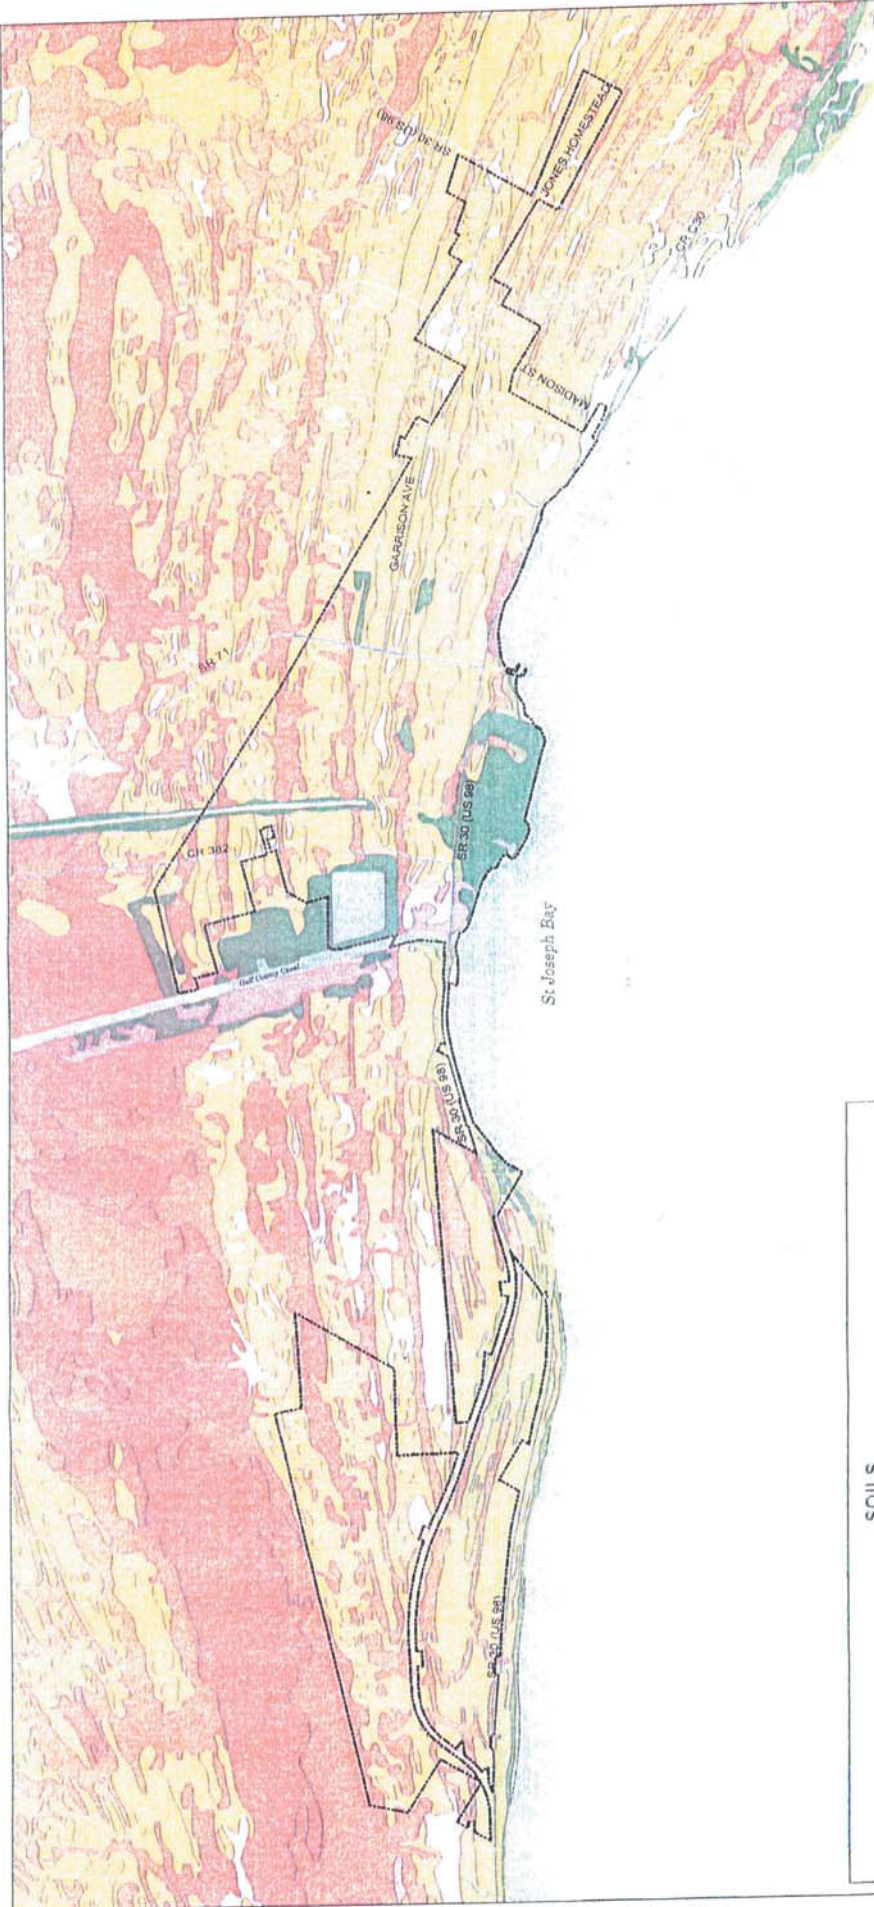 SR 30 (US 98)
JONES HOMESTEAD
CR C30
MADISON ST
GARRISON AVE
SR 71
SR 30 (US 98)
CR 382
Gulf County Canal
St Joseph Bay
SR 30 (US 98)
SR 30 (US 98)
SOILS